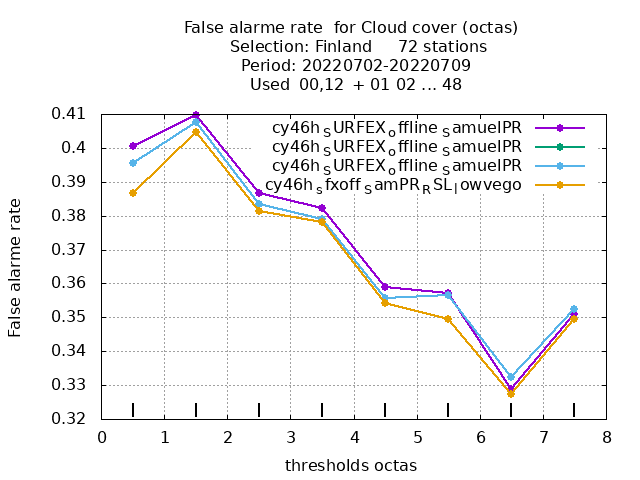 False alarme rate  for Cloud cover (octas)
Selection: Finland     72 stations
Period: 20220702-20220709
Used  00,12  + 01 02 ... 48
cy46h_SURFEX_offline_SamuelPR
cy46h_SURFEX_offline_SamuelPR
cy46h_SURFEX_offline_SamuelPR
cy46h_sfxoff_SamPR_RSL_lowvego
False alarme rate
0.41
0.4
0.39
0.38
0.37
0.36
0.35
0.34
0.33
0.32
0 1 2 3 4 5 6 7 8
thresholds octas